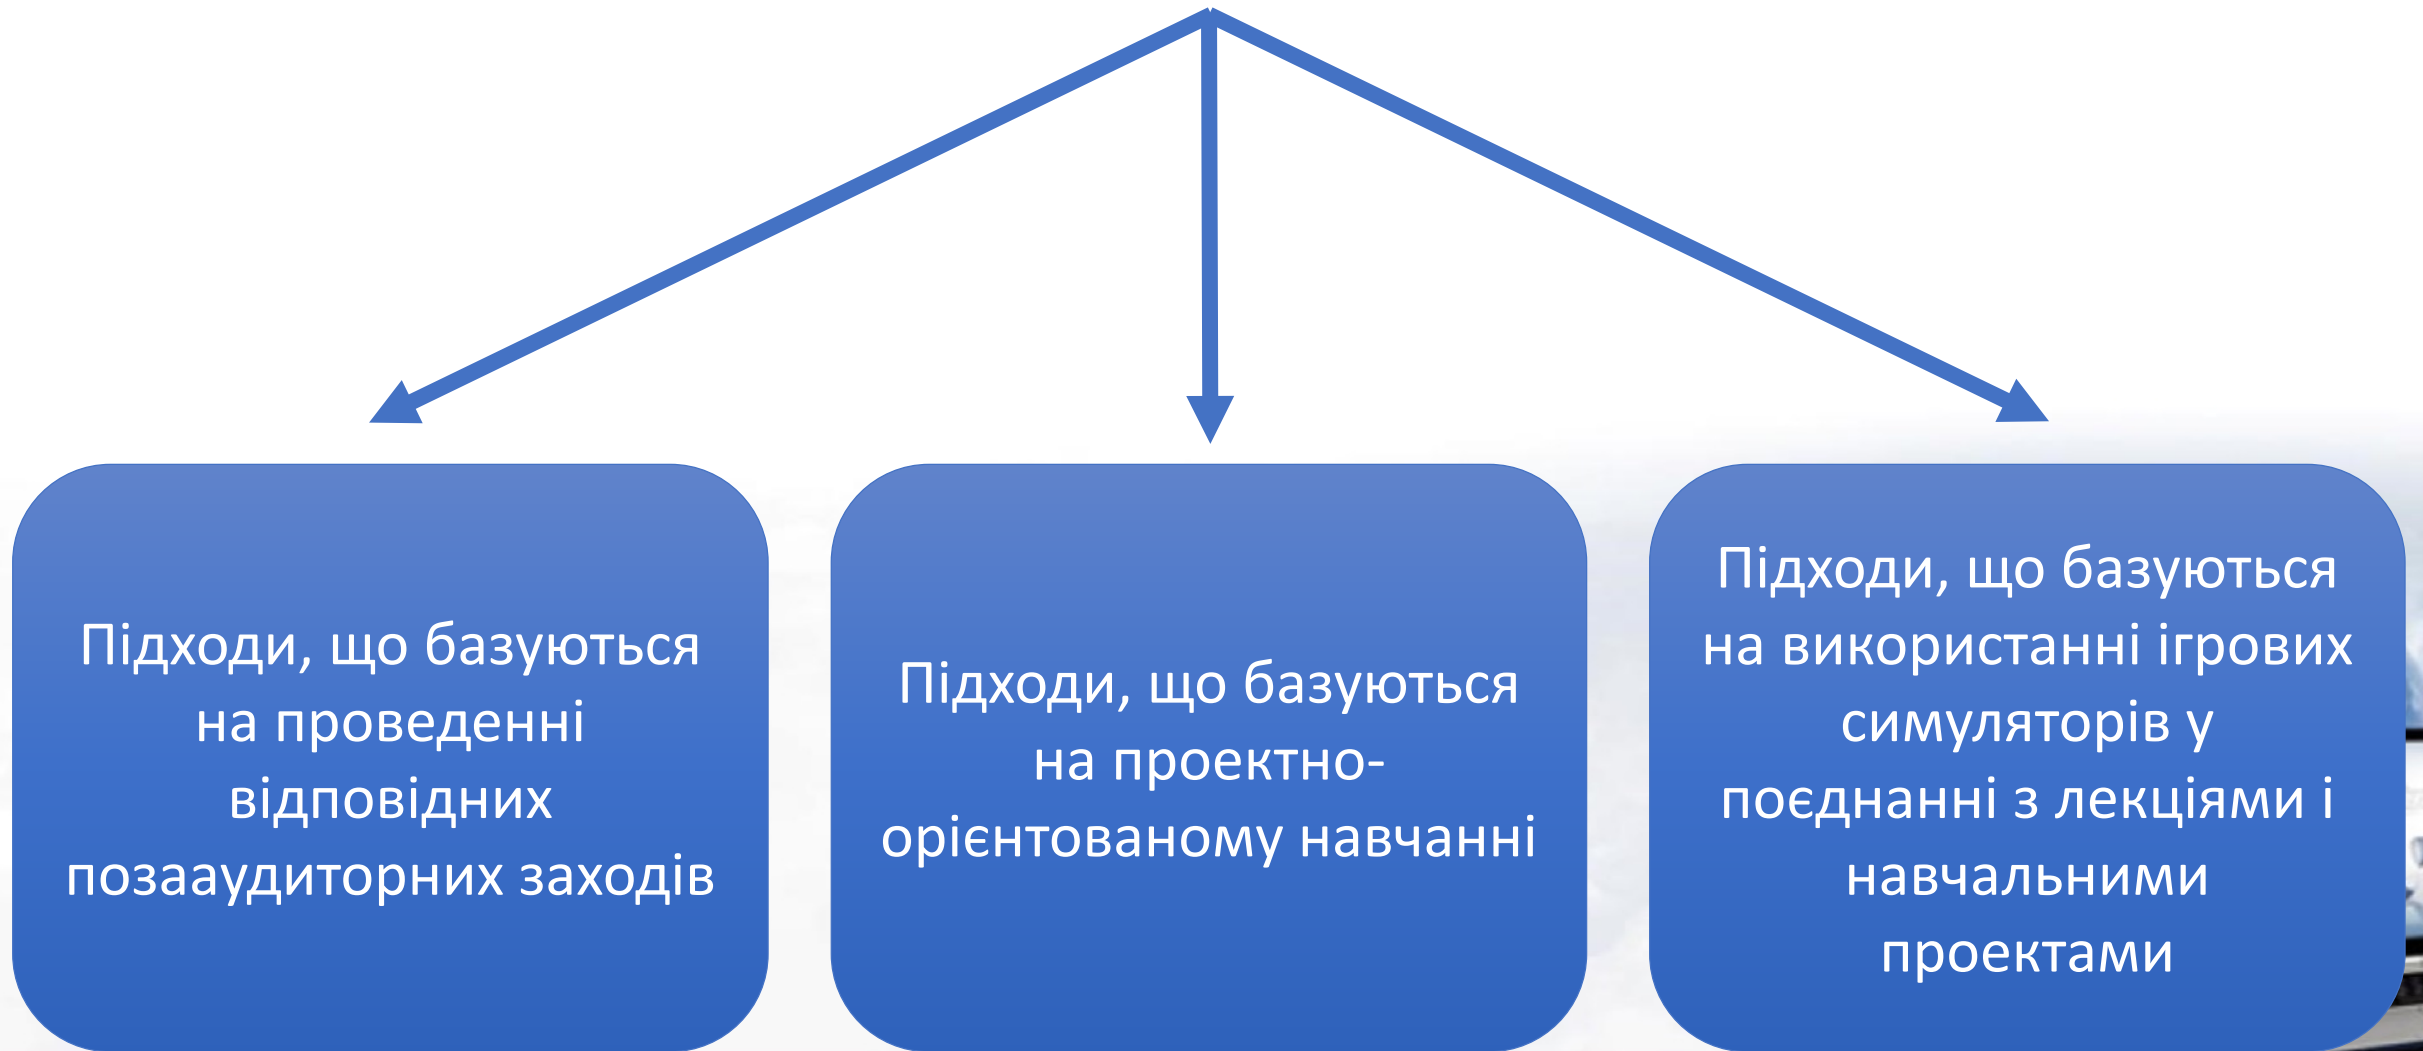 Підходи, що базуються
на проведенні
відповідних
позааудиторних заходів
Підходи, що базуються
на проектно-
орієнтованому навчанні
Підходи, що базуються
на використанні ігрових
симуляторів у
поєднанні з лекціями і
навчальними
проектами